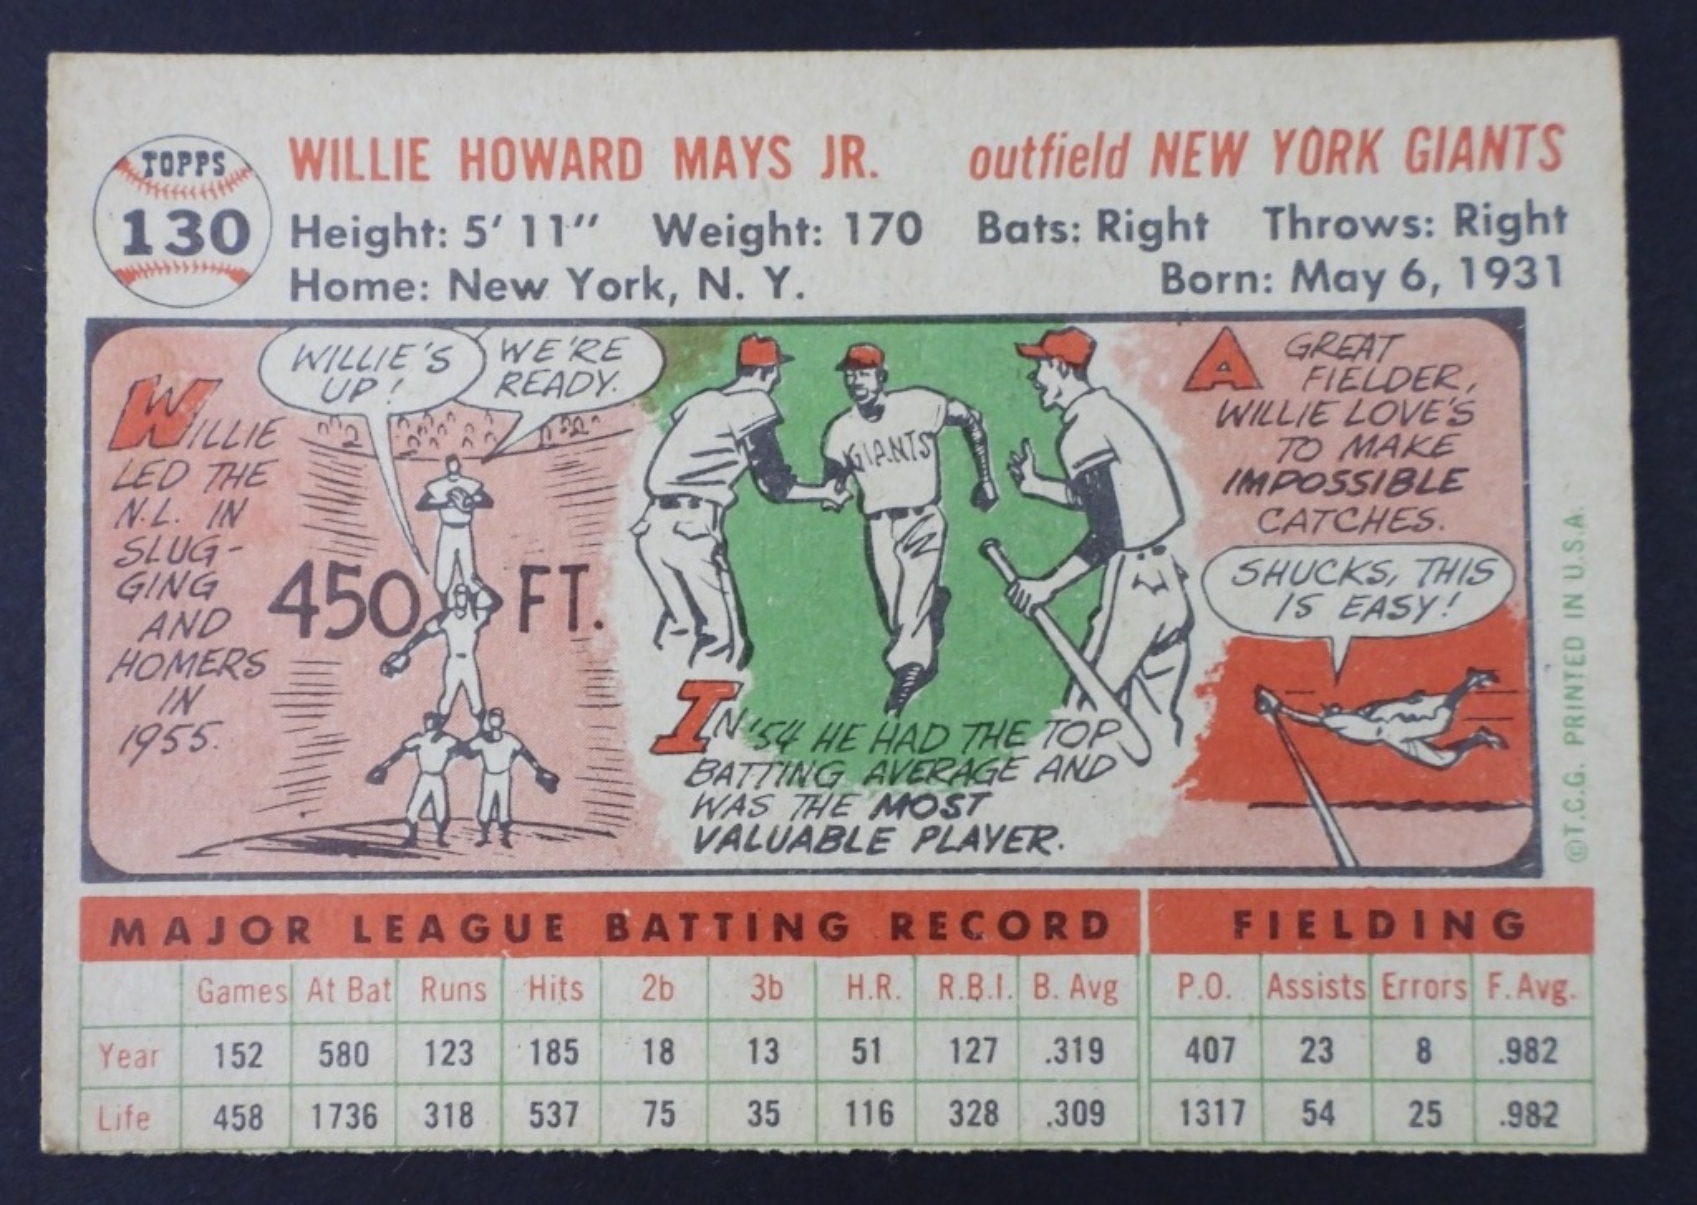 TOPPS
130
WILLIE HOWARD MAYS JR. outfield NEW YORK GIANTS
Height: 5' 11" Weight: 170 Bats: Right Throws: Right
Home: New York, N. Y. Born: May 6, 1931
WILLIE
LED THE
N.L. IN
SLUG-
GING
AND
HOMERS
IN
1955.
WILLIE'S
UP!
WE'RE
READY.
450 FT.
GIANTS
IN '54 HE HAD THE TOP
BATTING AVERAGE AND
WAS THE MOST
VALUABLE PLAYER.
A GREAT
FIELDER,
WILLIE LOVE'S
TO MAKE
IMPOSSIBLE
CATCHES.
SHUCKS, THIS
IS EASY!
©T.C.G. PRINTED IN U.S.A.
MAJOR LEAGUE BATTING RECORD FIELDING
Games At Bat Runs Hits 2b 3b H.R. R.B.I. B. Avg P.O. Assists Errors F. Avg.
Year 152 580 123 185 18 13 51 127 .319 407 23 8 .982
Life 458 1736 318 537 75 35 116 328 .309 1317 54 25 .982